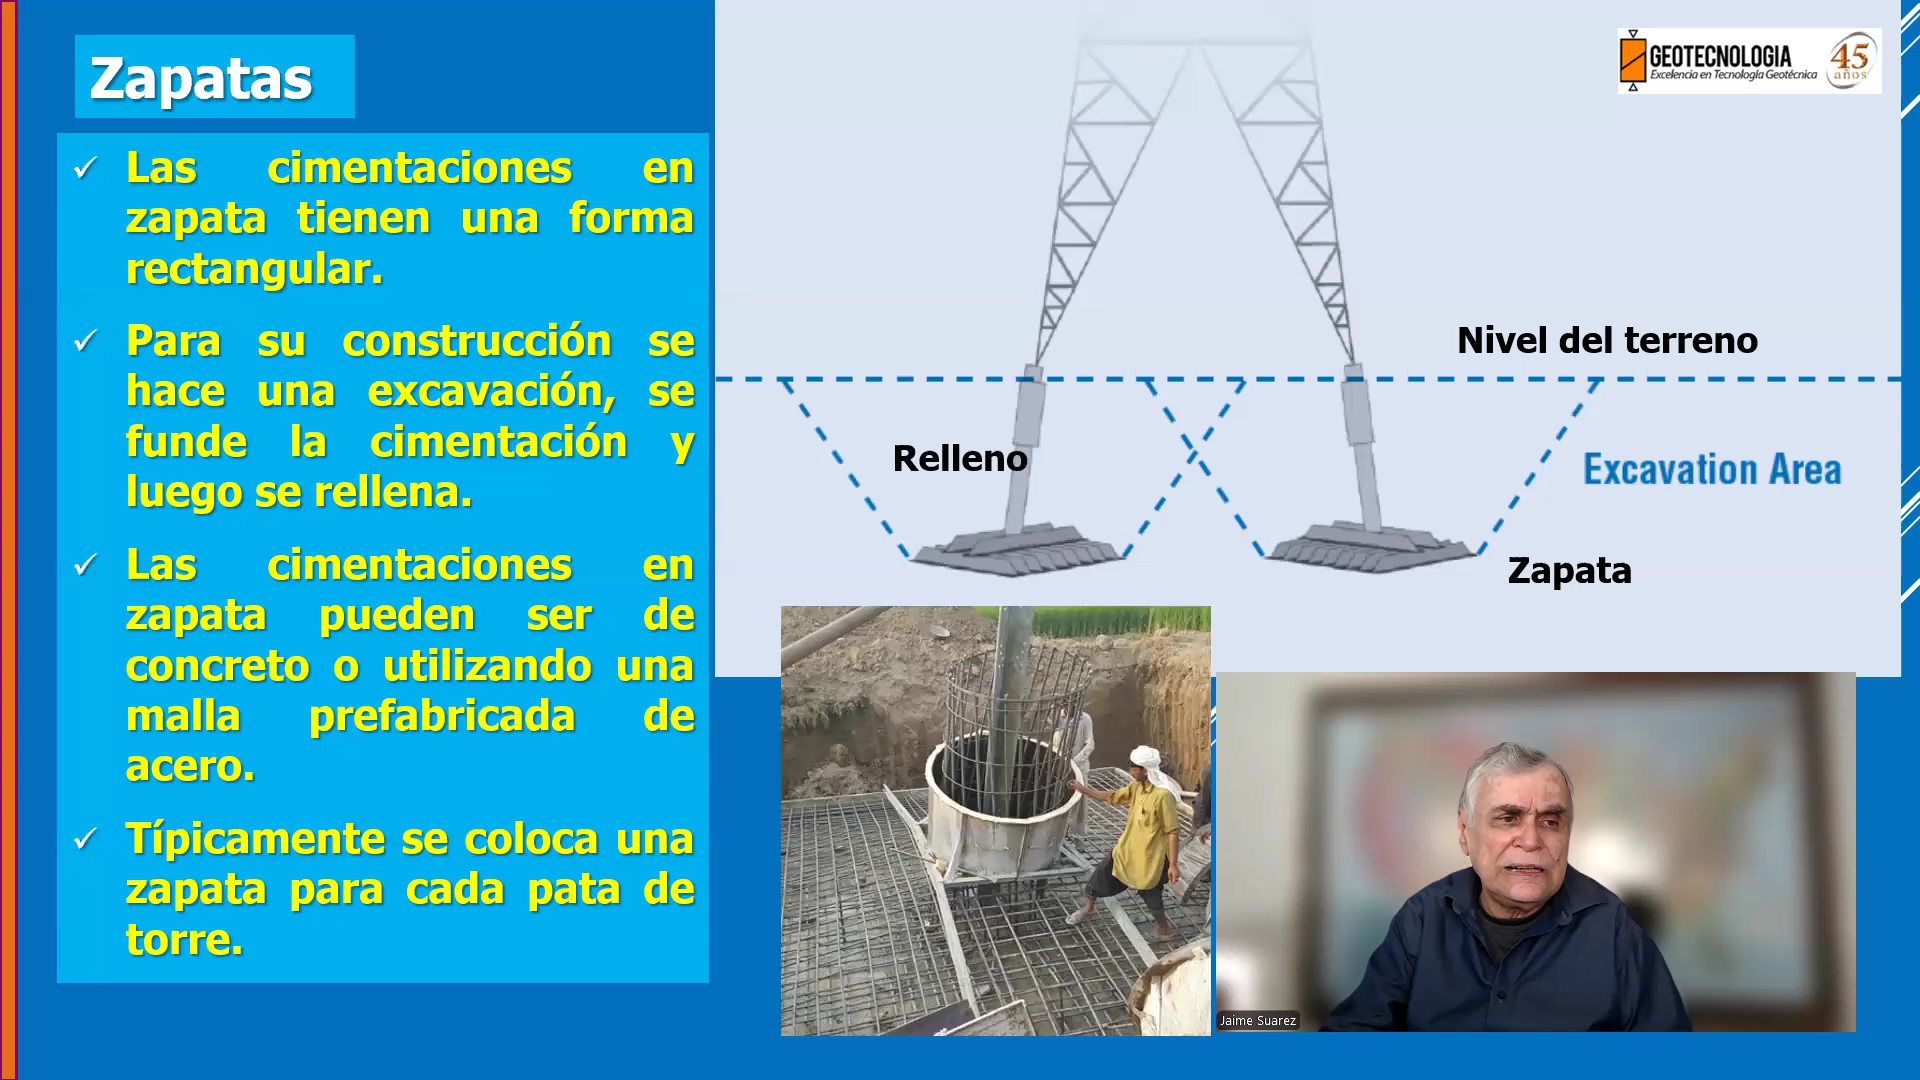 Zapatas
✓ Las cimentaciones en
zapata tienen una forma
rectangular.
✓ Para su construcción se
hace una excavación, se
funde la cimentación y
luego se rellena.
✓ Las cimentaciones en
zapata pueden ser de
concreto o utilizando una
malla prefabricada de
acero.
✓ Típicamente se coloca una
zapata para cada pata de
torre.
GEOTECNOLOGIA
Excelencia en Tecnología Geotécnica
45
años
Nivel del terreno
Relleno
Excavation Area
Zapata
Jaime Suarez